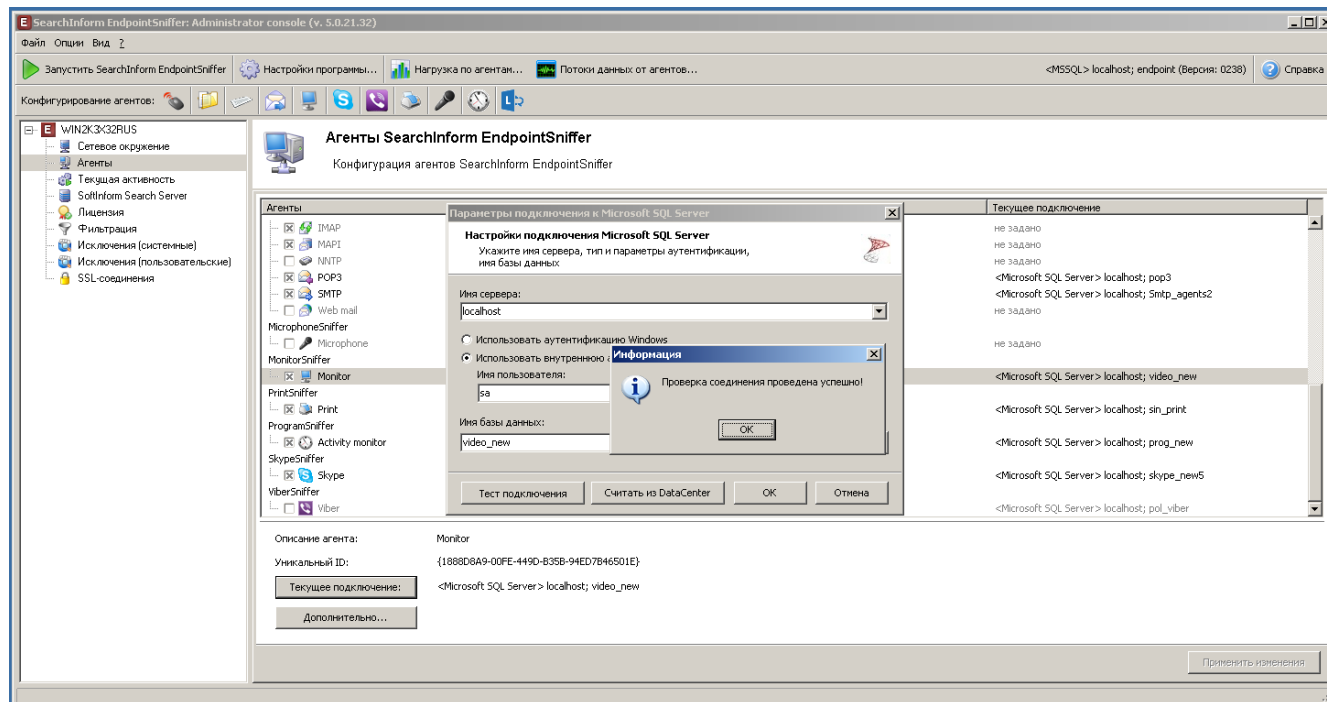 SearchInform EndpointSniffer: Administrator console (v. 5.0.21.32)
Файл Опции Вид ?
Запустить SearchInform EndpointSniffer Настройки программы... Нагрузка по агентам... Потоки данных от агентов... <MSSQL> localhost; endpoint (Версия: 0238) Справка
Конфигурирование агентов:
WIN2K3X32RUS
Сетевое окружение
Агенты
Текущая активность
SoftInform Search Server
Лицензия
Фильтрация
Исключения (системные)
Исключения (пользовательские)
SSL-соединения
Агенты SearchInform EndpointSniffer
Конфигурация агентов SearchInform EndpointSniffer
Агенты Текущее подключение
IMAP не задано
MAPI не задано
NNTP не задано
POP3 <Microsoft SQL Server> localhost; pop3
SMTP <Microsoft SQL Server> localhost; Smtp_agents2
Web mail не задано
MicrophoneSniffer
Microphone не задано
MonitorSniffer
Monitor <Microsoft SQL Server> localhost; video_new
PrintSniffer
Print <Microsoft SQL Server> localhost; sin_print
ProgramSniffer
Activity monitor <Microsoft SQL Server> localhost; prog_new
SkypeSniffer
Skype <Microsoft SQL Server> localhost; skype_new5
ViberSniffer
Viber <Microsoft SQL Server> localhost; pol_viber
Параметры подключения к Microsoft SQL Server
Настройки подключения Microsoft SQL Server
Укажите имя сервера, тип и параметры аутентификации,
имя базы данных
Имя сервера:
localhost
Использовать аутентификацию Windows
Использовать внутреннюю
Имя пользователя:
sa
Имя базы данных:
video_new
Тест подключения Считать из DataCenter OK Отмена
Информация
Проверка соединения проведена успешно!
OK
Описание агента: Monitor
Уникальный ID: {1888D8A9-00FE-449D-B35B-94ED7B46501E}
Текущее подключение: <Microsoft SQL Server> localhost; video_new
Дополнительно...
Применить изменения